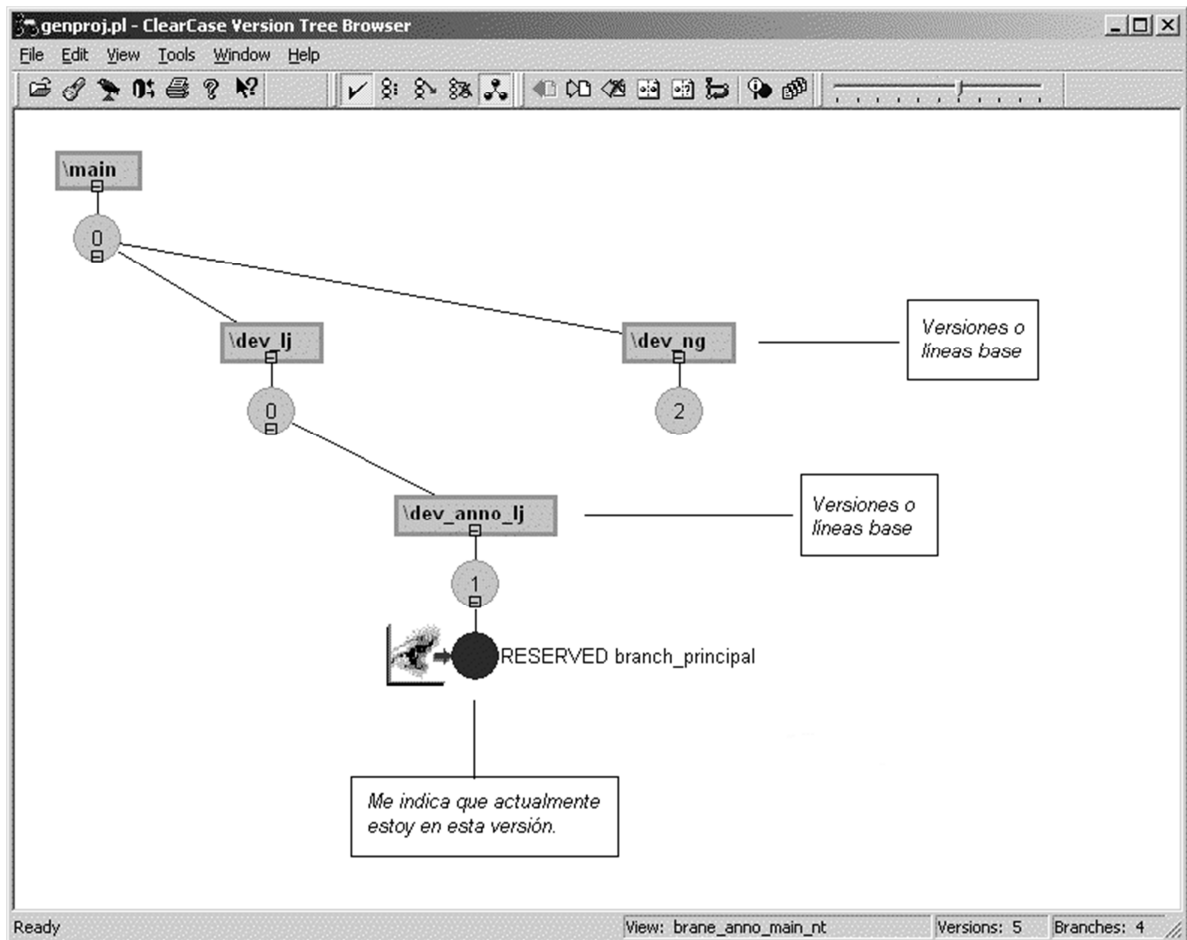 genproj.pl - ClearCase Version Tree Browser
File Edit View Tools Window Help
\main
0
\dev_lj
\dev_ng
Versiones o
líneas base
0
2
\dev_anno_lj
Versiones o
líneas base
1
RESERVED branch_principal
Me indica que actualmente
estoy en esta versión.
Ready
View: brane_anno_main_nt
Versions: 5
Branches: 4